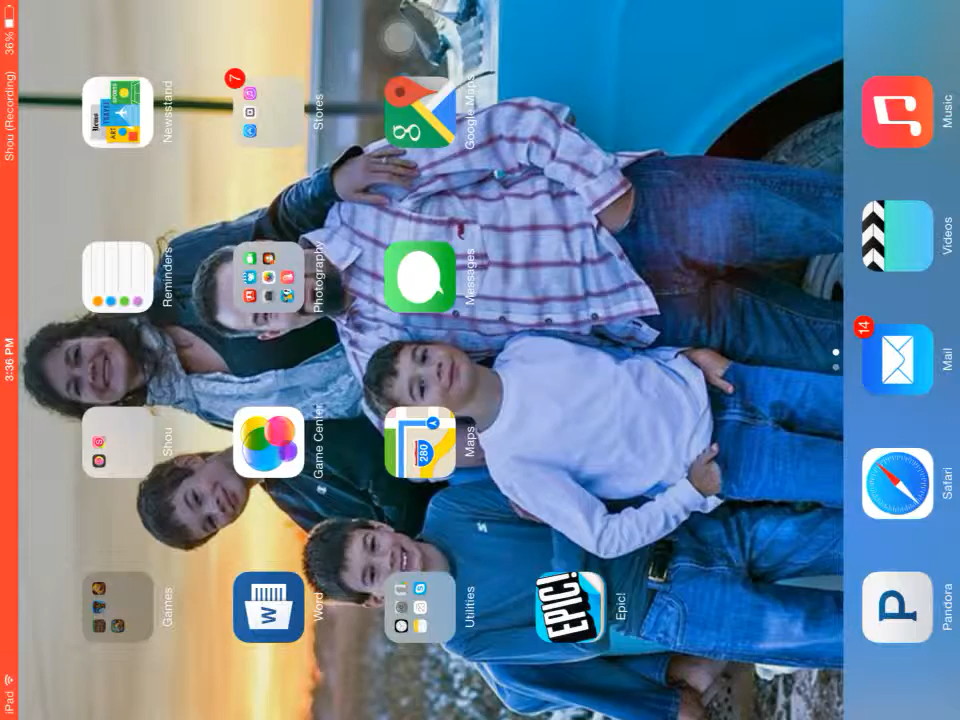 iPad
3:36 PM
Shou (Recording)
36%
Games
Shou
Reminders
Newsstand
Word
Game Center
Photography
Stores
7
Utilities
Maps
280
Messages
Google Maps
g
Epic!
EPIC!
W
Pandora
P
Safari
Mail
14
Videos
Music